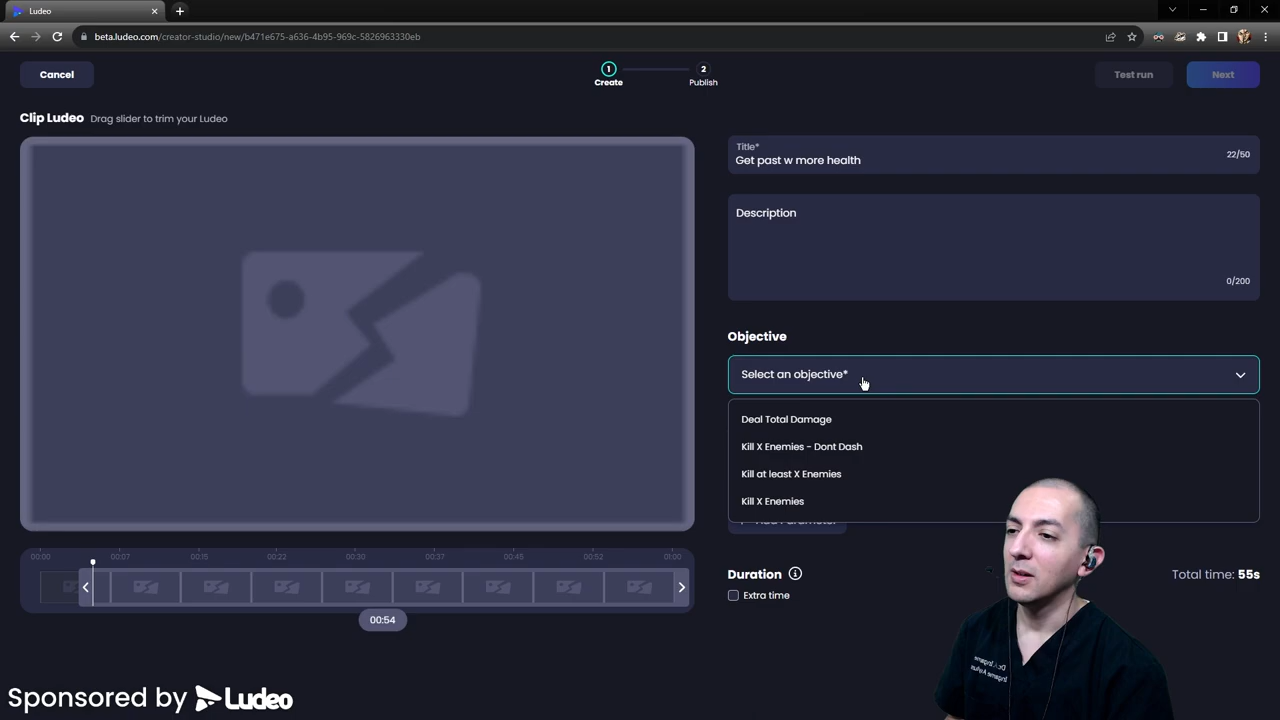 Ludeo
beta.ludeo.com/creator-studio/new/b471e675-a636-4b95-969c-5826963330eb
Cancel
1
Create
2
Publish
Test run
Next
Clip Ludeo Drag slider to trim your Ludeo
Title*
Get past w more health
22/50
Description
0/200
Objective
Select an objective*
Deal Total Damage
Kill X Enemies - Dont Dash
Kill at least X Enemies
Kill X Enemies
Duration
Total time: 55s
Extra time
00:00 00:07 00:15 00:22 00:30 00:37 00:45 00:52 01:00
00:54
Sponsored by Ludeo